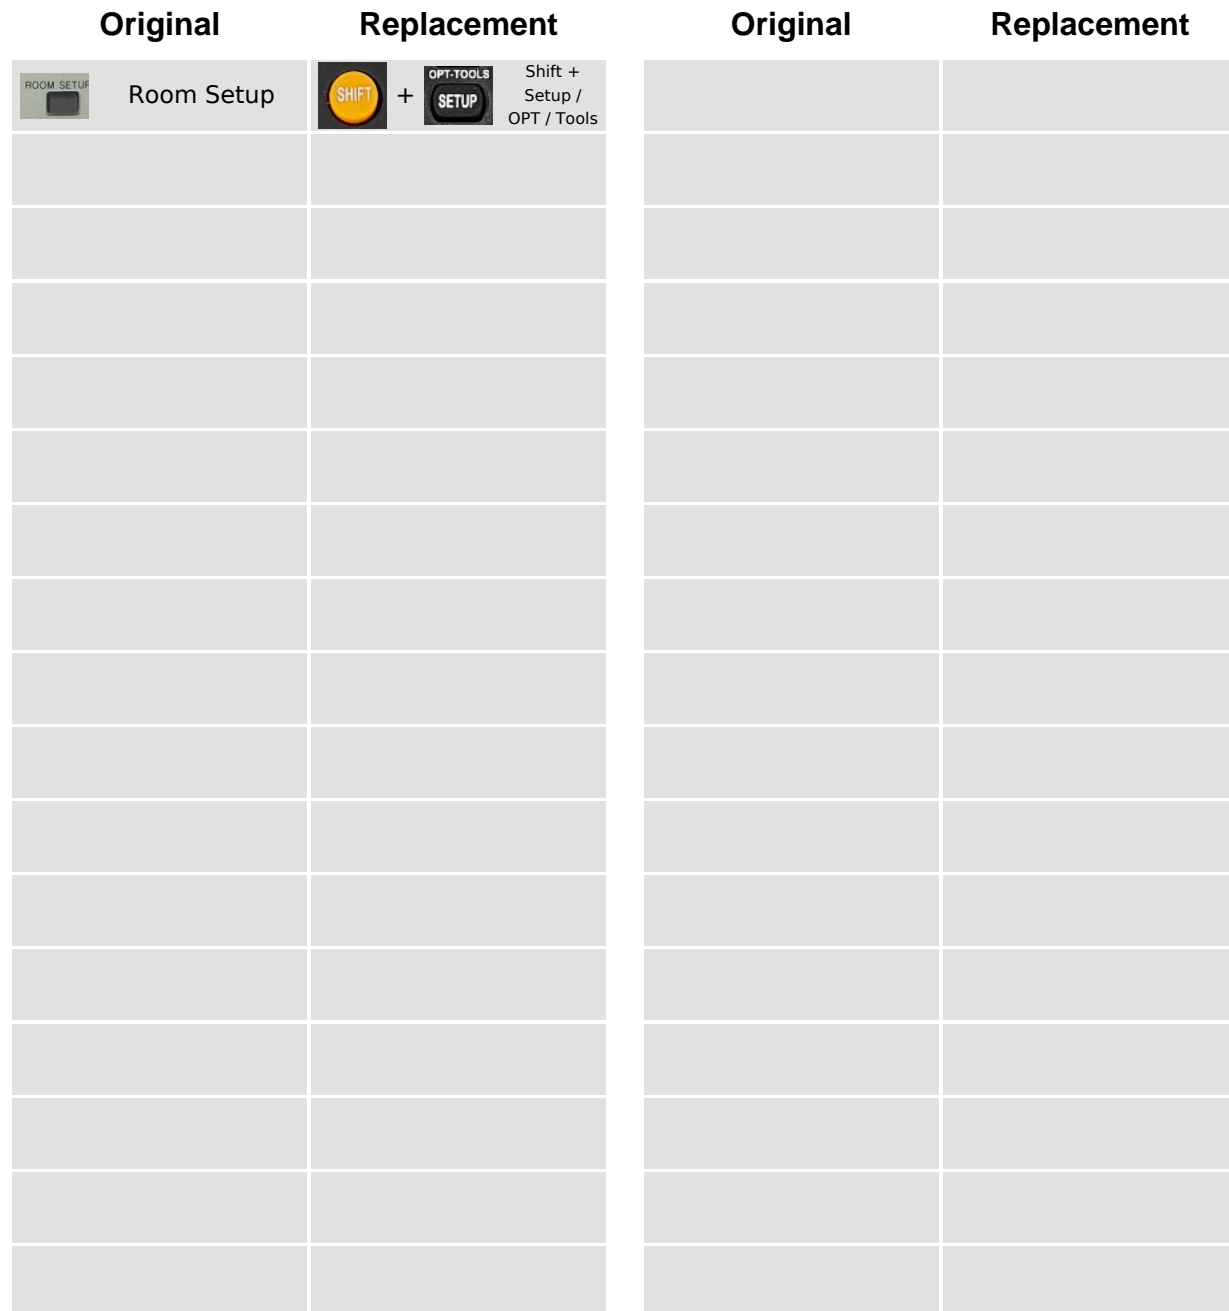 Original Replacement Original Replacement
ROOM SETUP Room Setup SHIFT + OPT-TOOLS SETUP Shift +
Setup /
OPT / Tools